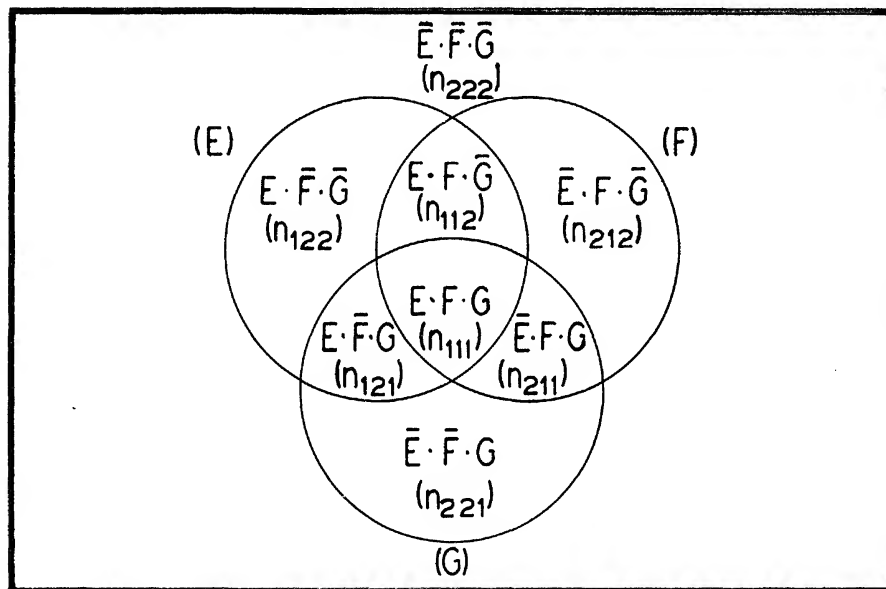 Ē·F̄·Ḡ
(n₂₂₂)
(E)
(F)
E·F̄·Ḡ
(n₁₂₂)
E·F·Ḡ
(n₁₁₂)
Ē·F·Ḡ
(n₂₁₂)
E·F̄·G
(n₁₂₁)
E·F·G
(n₁₁₁)
Ē·F·G
(n₂₁₁)
Ē·F̄·G
(n₂₂₁)
(G)